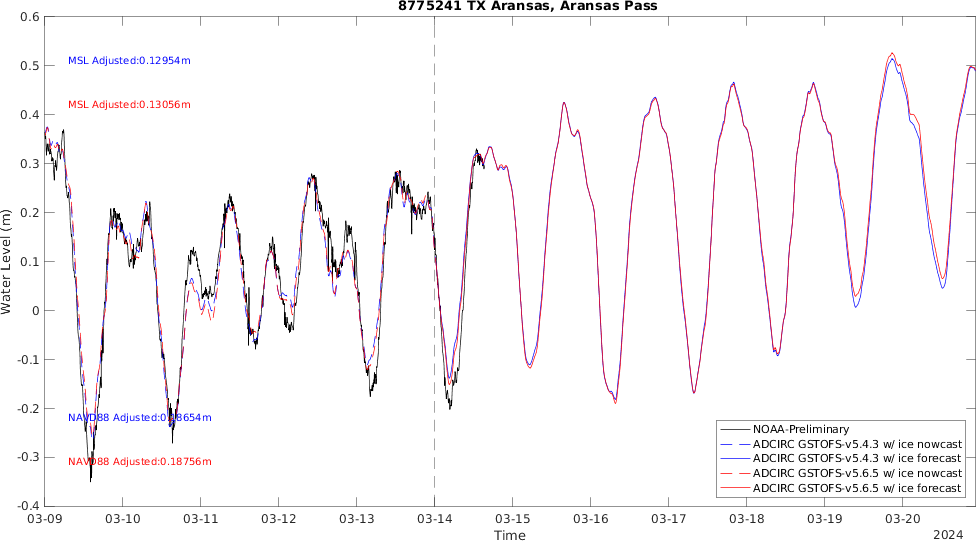 8775241 TX Aransas, Aransas Pass
0.6
0.5
0.4
0.3
0.2
0.1
0
-0.1
-0.2
-0.3
-0.4
Water Level (m)
MSL Adjusted:0.12954m
MSL Adjusted:0.13056m
NAVD88 Adjusted:0.18654m
NAVD88 Adjusted:0.18756m
NOAA-Preliminary
ADCIRC GSTOFS-v5.4.3 w/ ice nowcast
ADCIRC GSTOFS-v5.4.3 w/ ice forecast
ADCIRC GSTOFS-v5.6.5 w/ ice nowcast
ADCIRC GSTOFS-v5.6.5 w/ ice forecast
03-09 03-10 03-11 03-12 03-13 03-14 03-15 03-16 03-17 03-18 03-19 03-20
Time
2024